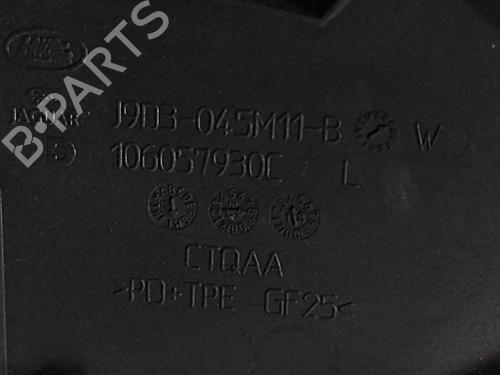 B-PARTS
JAGUAR
J9D3-045M11-B W
106057930C L
CTQAA
>PO+TPE GF25<